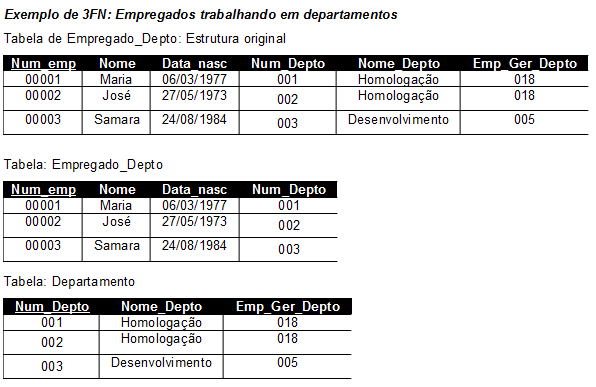 Exemplo de 3FN: Empregados trabalhando em departamentos
Tabela de Empregado_Depto: Estrutura original
Num_emp Nome Data_nasc Num_Depto Nome_Depto Emp_Ger_Depto
00001 Maria 06/03/1977 001 Homologação 018
00002 José 27/05/1973 002 Homologação 018
00003 Samara 24/08/1984 003 Desenvolvimento 005
Tabela: Empregado_Depto
Num_emp Nome Data_nasc Num_Depto
00001 Maria 06/03/1977 001
00002 José 27/05/1973 002
00003 Samara 24/08/1984 003
Tabela: Departamento
Num_Depto Nome_Depto Emp_Ger_Depto
001 Homologação 018
002 Homologação 018
003 Desenvolvimento 005